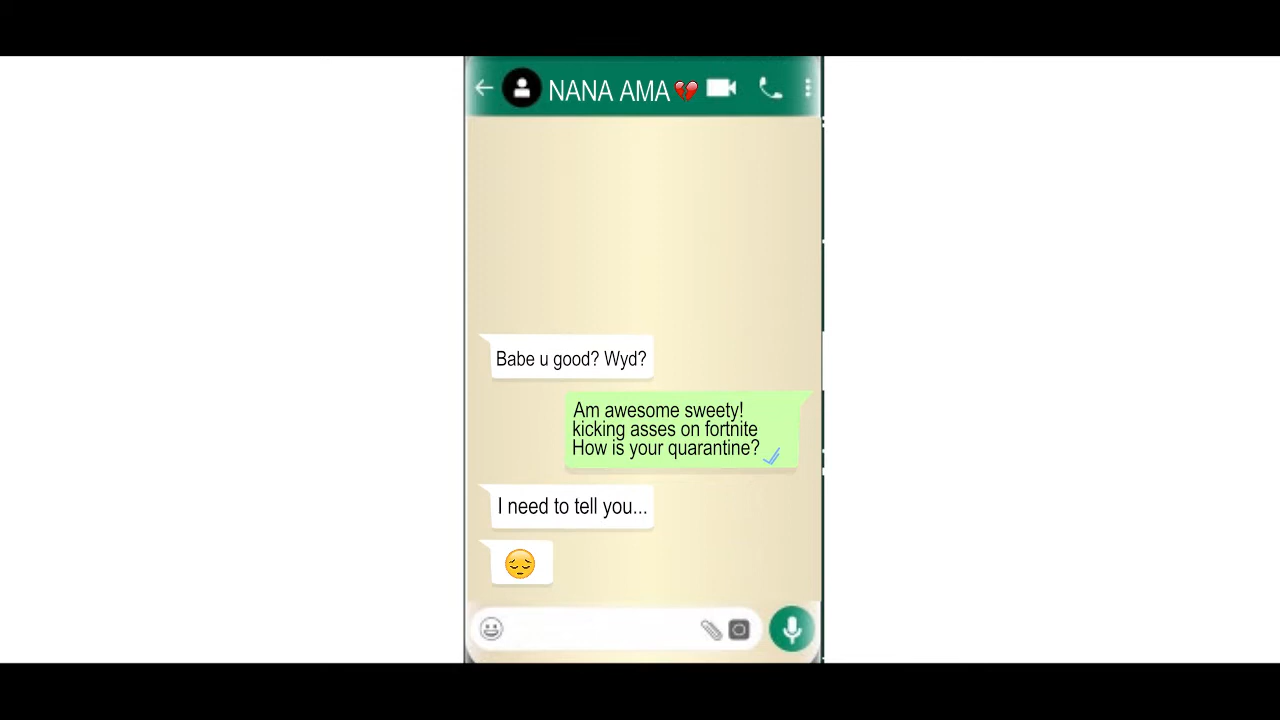 NANA AMA💔
Babe u good? Wyd?
Am awesome sweety!
kicking asses on fortnite
How is your quarantine?
I need to tell you...
😔